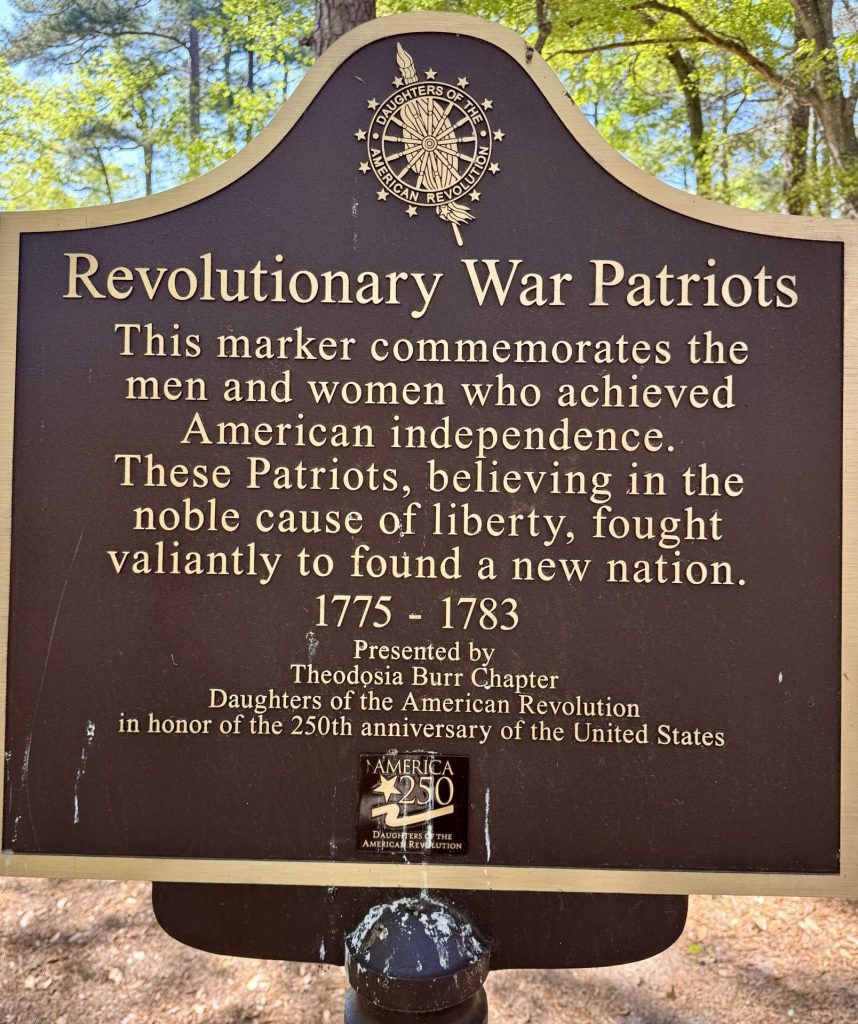 DAUGHTERS OF THE
AMERICAN REVOLUTION
Revolutionary War Patriots
This marker commemorates the
men and women who achieved
American independence.
These Patriots, believing in the
noble cause of liberty, fought
valiantly to found a new nation.
1775 - 1783
Presented by
Theodosia Burr Chapter
Daughters of the American Revolution
in honor of the 250th anniversary of the United States
AMERICA
250
DAUGHTERS OF THE
AMERICAN REVOLUTION